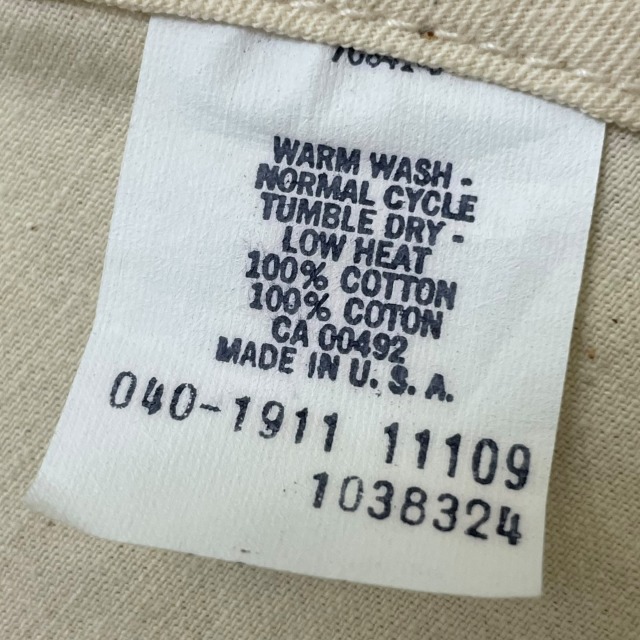 WARM WASH -
NORMAL CYCLE
TUMBLE DRY -
LOW HEAT
100% COTTON
100% COTON
CA 00492
MADE IN U. S. A.
040-1911 11109
1038324